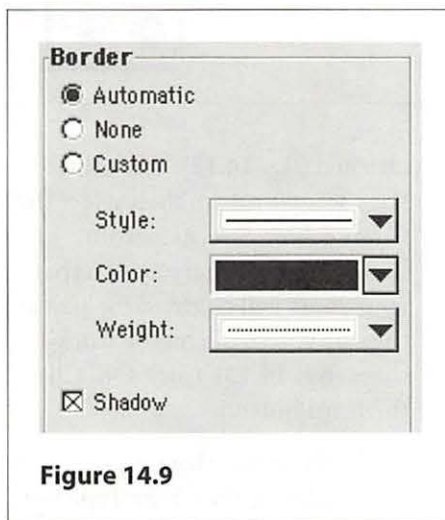 Border
Automatic
None
Custom
Style:
Color:
Weight:
Shadow
Figure 14.9